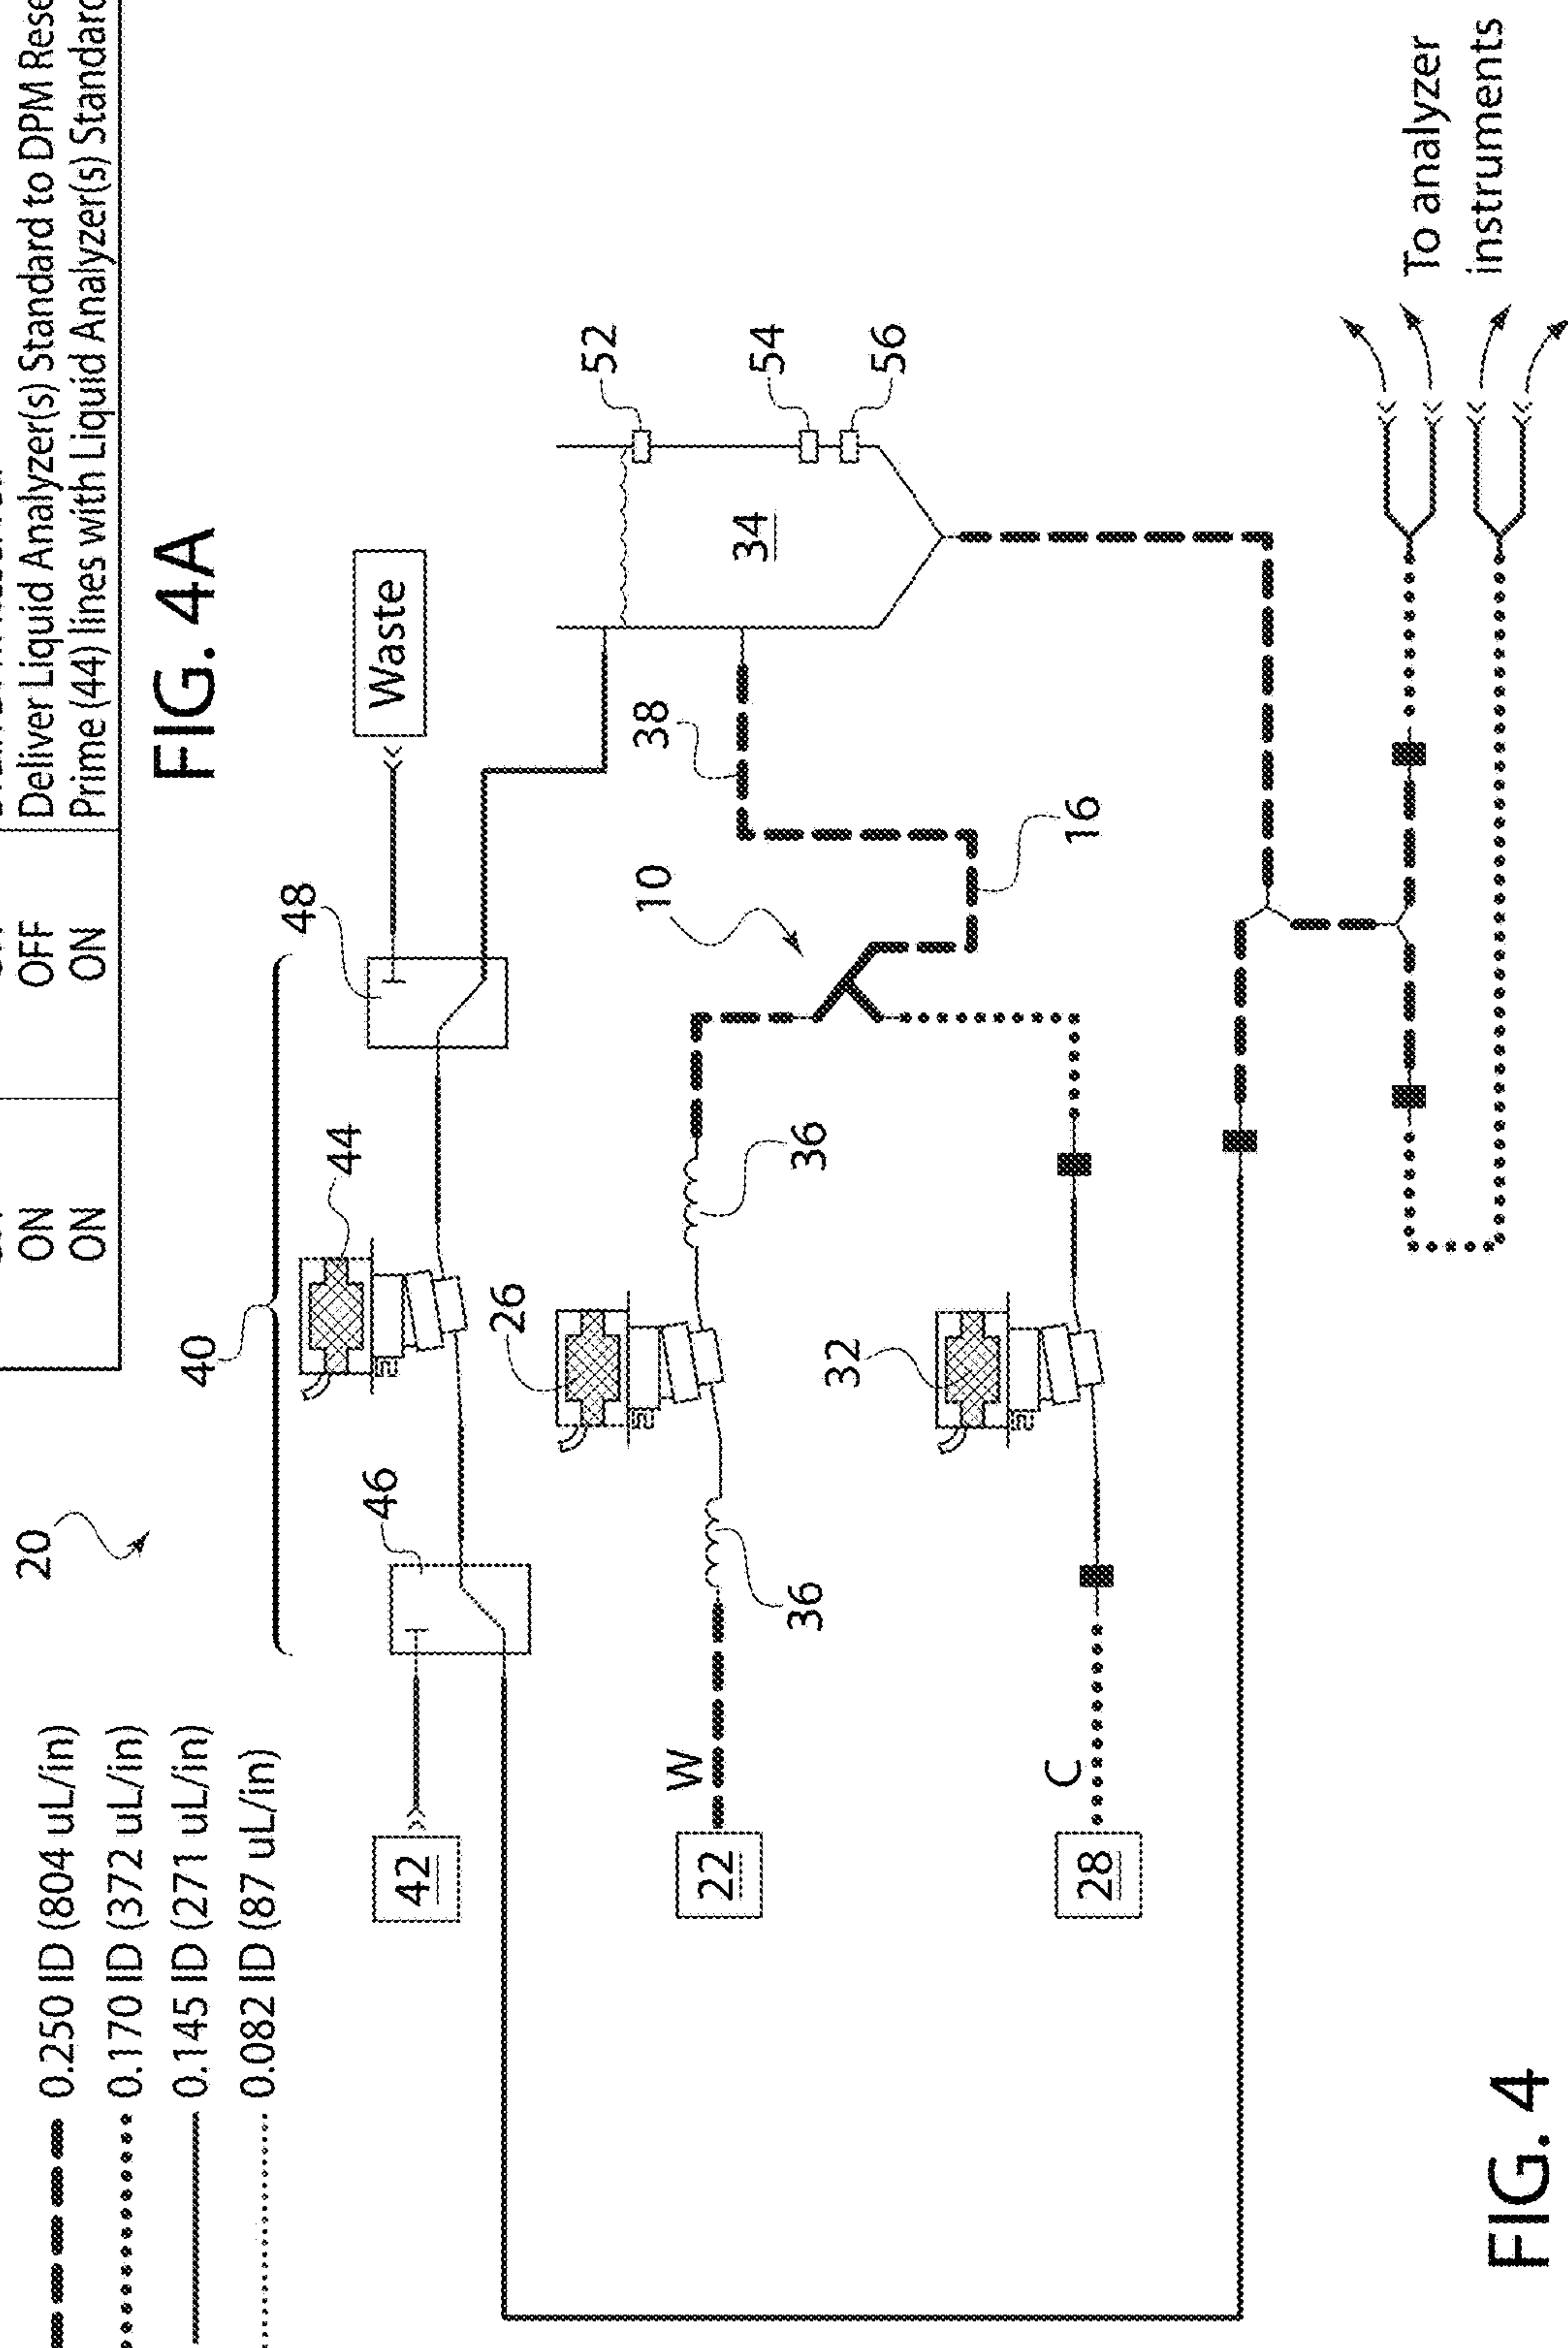 Deliver Liquid Analyzer(s) Standard to DPM
Prime (44) lines with Liquid Analyzer(s)
ON
OFF
ON
ON
FIG. 4A
0.250 ID (804 uL/in)
0.170 ID (372 uL/in)
0.145 ID (271 uL/in)
0.082 ID (87 uL/in)
20
40
44
48
46
42
Waste
26
36
36
22
W
10
38
16
34
52
54
56
32
28
C
To analyzer
instruments
FIG. 4